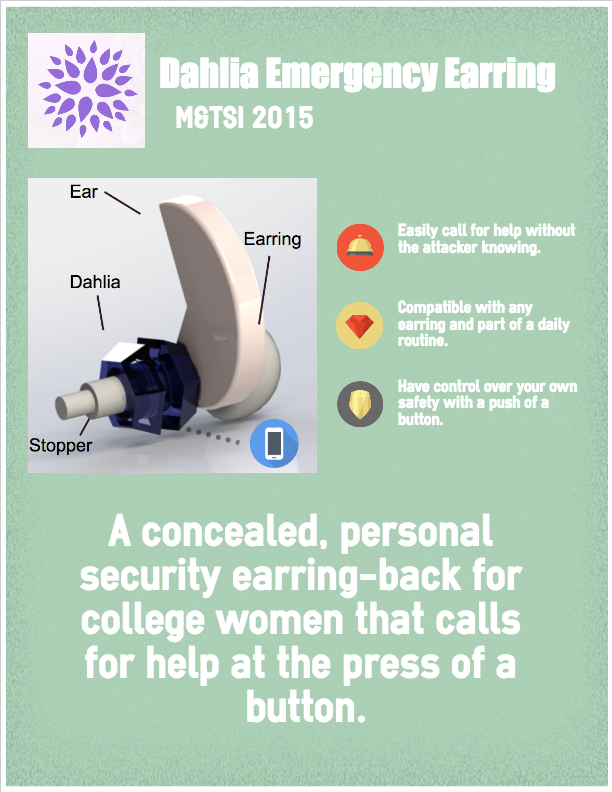 Dahlia Emergency Earring
M&TSI 2015
Ear
Earring
Dahlia
Stopper
Easily call for help without
the attacker knowing.
Compatible with any
earring and part of a daily
routine.
Have control over your own
safety with a push of a
button.
A concealed, personal
security earring-back for
college women that calls
for help at the press of a
button.